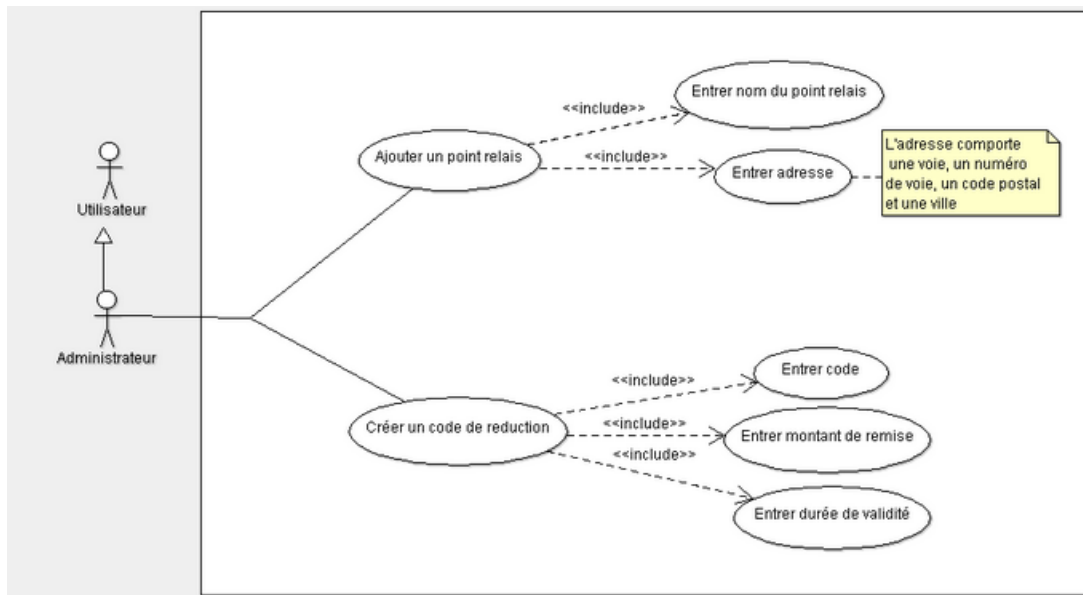 Entrer nom du point relais
<<include>>
Ajouter un point relais
<<include>>
Entrer adresse
L'adresse comporte
une voie, un numéro
de voie, un code postal
et une ville
Utilisateur
Administrateur
Entrer code
<<include>>
Créer un code de reduction
<<include>>
Entrer montant de remise
<<include>>
Entrer durée de validité